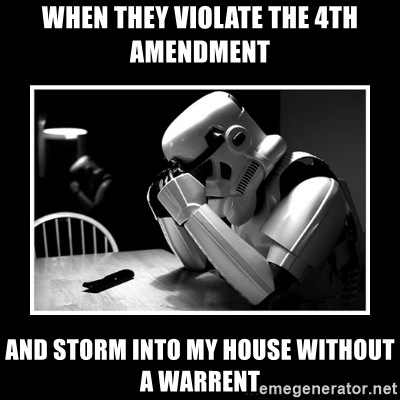 WHEN THEY VIOLATE THE 4TH
AMENDMENT
AND STORM INTO MY HOUSE WITHOUT
A WARRENT
emegenerator.net